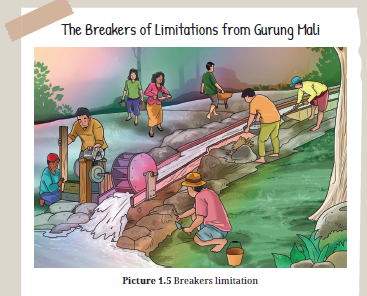 The Breakers of Limitations from Gurung Mali
Picture 1.5 Breakers limitation